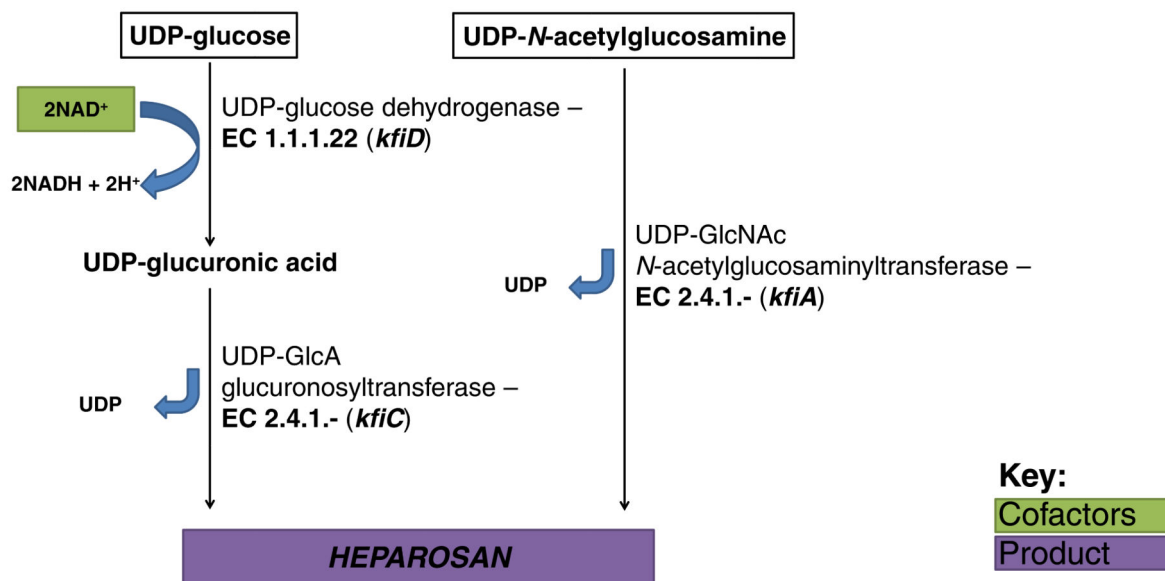 UDP-glucose
UDP-N-acetylglucosamine
2NAD+
UDP-glucose dehydrogenase –
EC 1.1.1.22 (kfiD)
2NADH + 2H+
UDP-glucuronic acid
UDP-GlcNAc
N-acetylglucosaminyltransferase –
EC 2.4.1.- (kfiA)
UDP
UDP-GlcA
glucuronosyltransferase –
EC 2.4.1.- (kfiC)
UDP
HEPAROSAN
Key:
Cofactors
Product